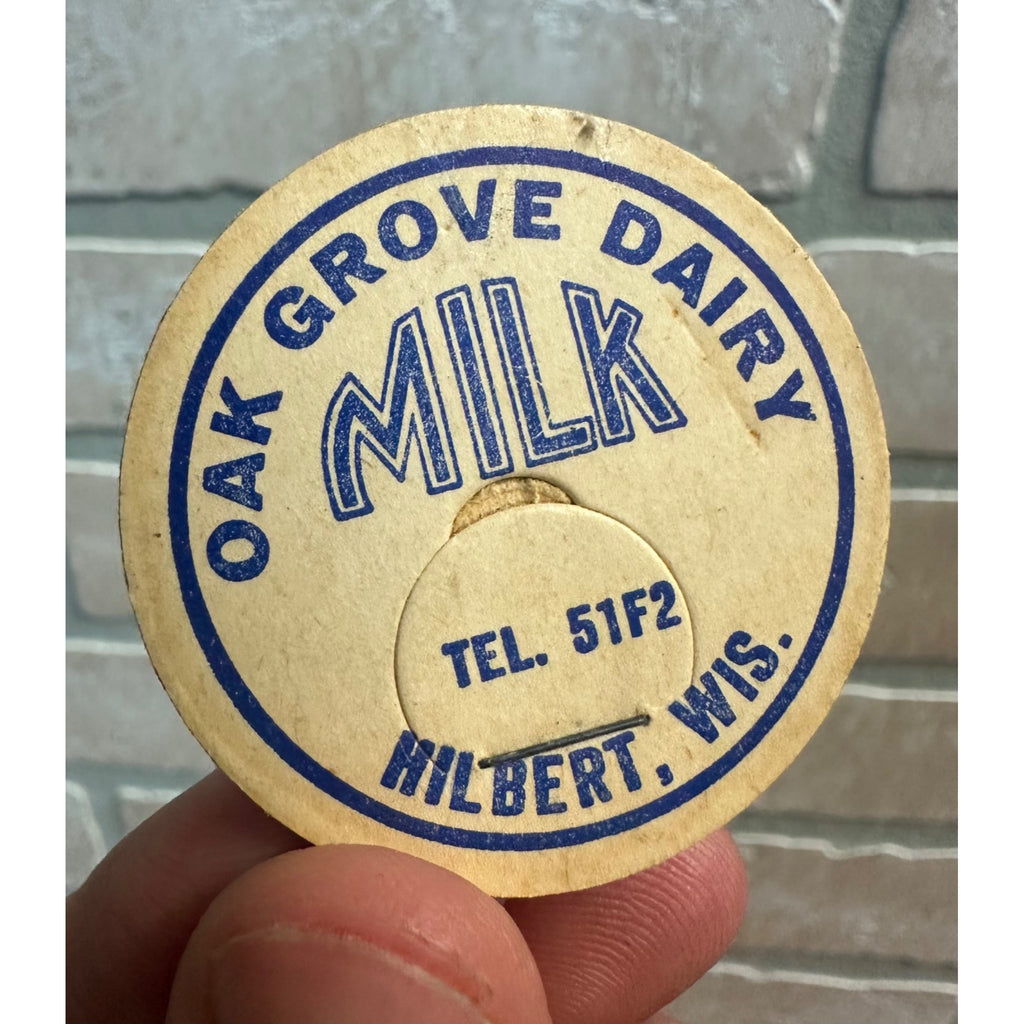 OAK GROVE DAIRY
MILK
TEL. 51F2
HILBERT, WIS.